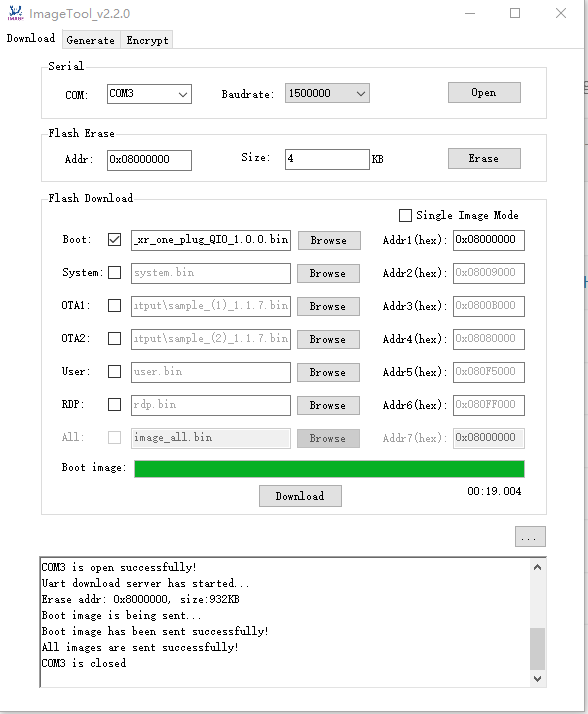 ImageTool_v2.2.0
Download Generate Encrypt
Serial
COM: COM3 Baudrate: 1500000 Open
Flash Erase
Addr: 0x08000000 Size: 4 KB Erase
Flash Download
Single Image Mode
Boot: _xr_one_plug_QIO_1.0.0.bin Browse Addr1(hex): 0x08000000
System: system.bin Browse Addr2(hex): 0x08009000
OTA1: ıtput\sample_(1)_1.1.7.bin Browse Addr3(hex): 0x0800B000
OTA2: ıtput\sample_(2)_1.1.7.bin Browse Addr4(hex): 0x08080000
User: user.bin Browse Addr5(hex): 0x080F5000
RDP: rdp.bin Browse Addr6(hex): 0x080FF000
All: image_all.bin Browse Addr7(hex): 0x08000000
Boot image:
Download 00:19.004
...
COM3 is open successfully!
Uart download server has started...
Erase addr: 0x8000000, size:932KB
Boot image is being sent...
Boot image has been sent successfully!
All images are sent successfully!
COM3 is closed